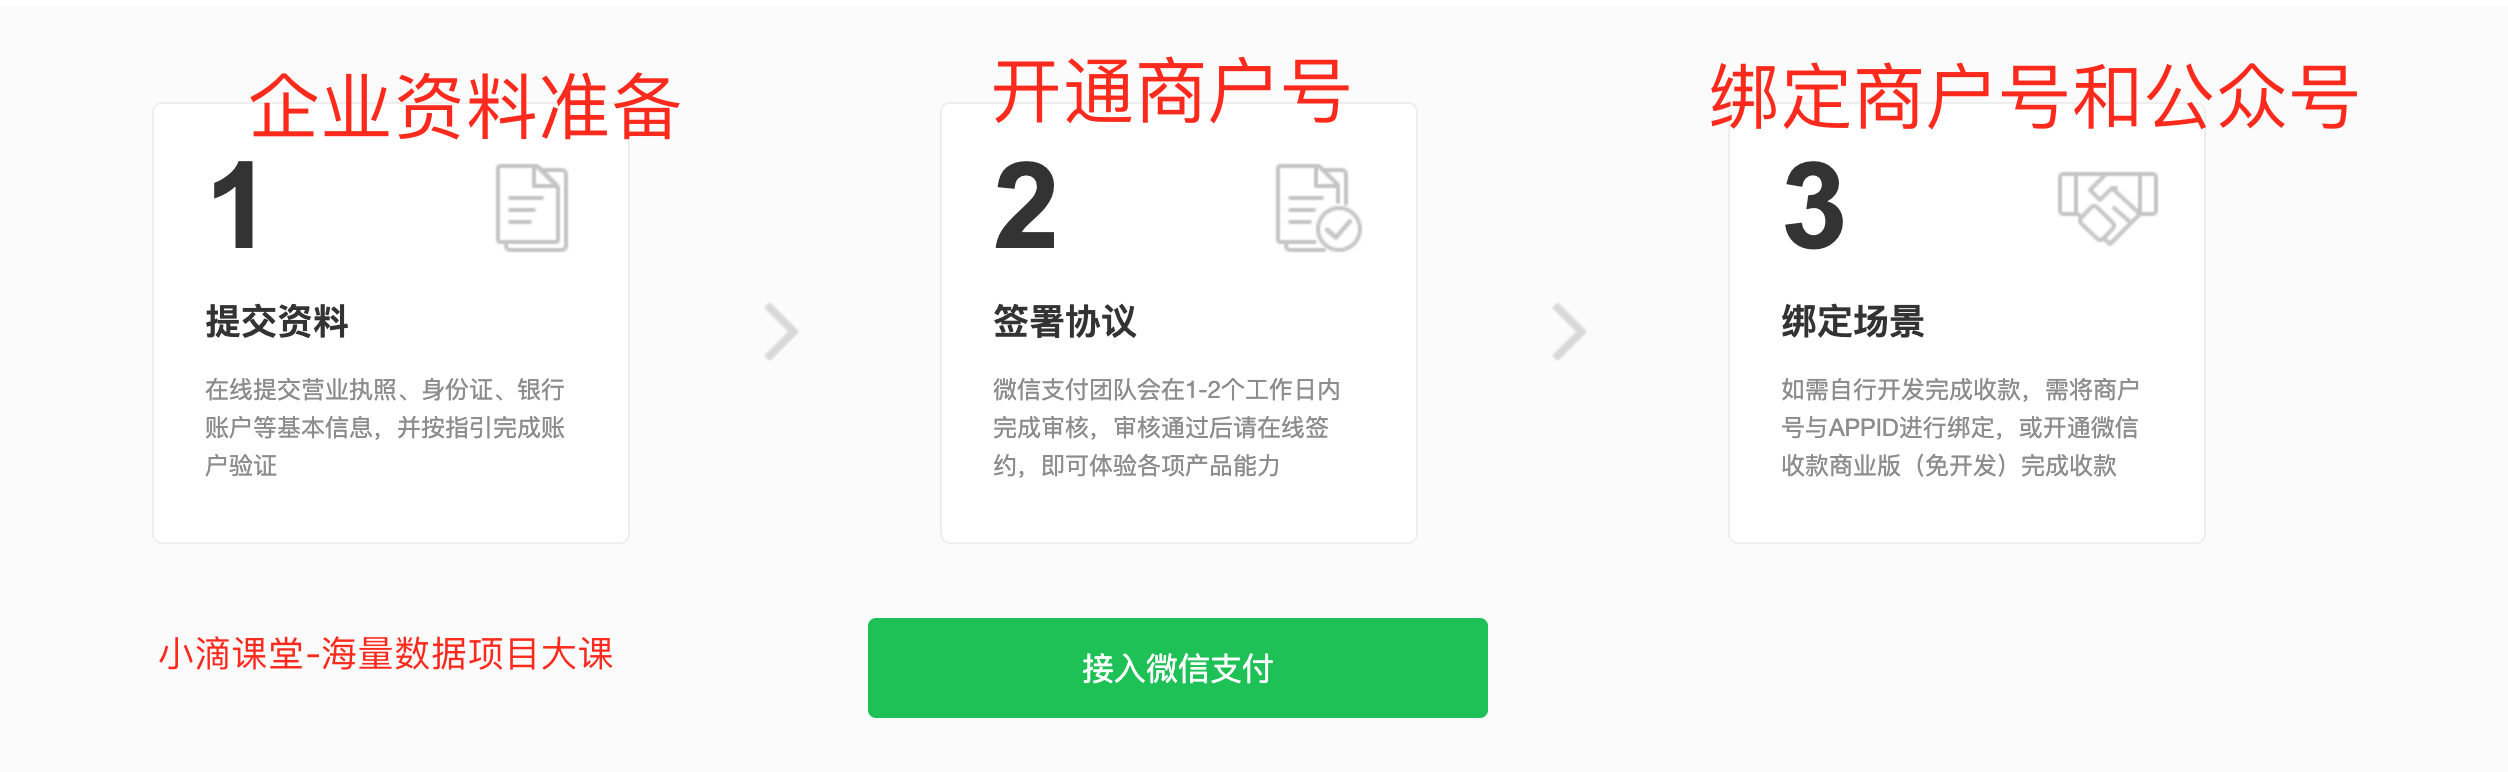 企业资料准备
1
提交资料
在线提交营业执照、身份证、银行
账户等基本信息，并按指引完成账
户验证
开通商户号
2
签署协议
微信支付团队会在1-2个工作日内
完成审核，审核通过后请在线签
约，即可体验各项产品能力
绑定商户号和公众号
3
绑定场景
如需自行开发完成收款，需将商户
号与APPID进行绑定，或开通微信
收款商业版（免开发）完成收款
小滴课堂-海量数据项目大课
接入微信支付